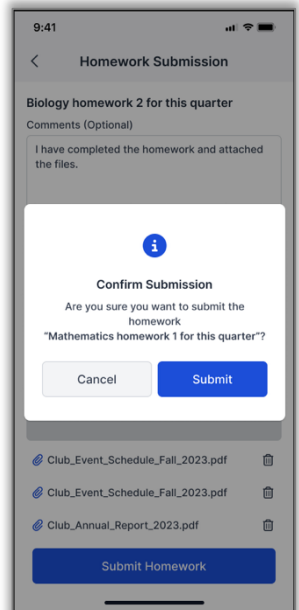 9:41
Homework Submission
Biology homework 2 for this quarter
Comments (Optional)
I have completed the homework and attached
the files.
Confirm Submission
Are you sure you want to submit the
homework
“Mathematics homework 1 for this quarter”?
Cancel
Submit
Club_Event_Schedule_Fall_2023.pdf
Club_Event_Schedule_Fall_2023.pdf
Club_Annual_Report_2023.pdf
Submit Homework